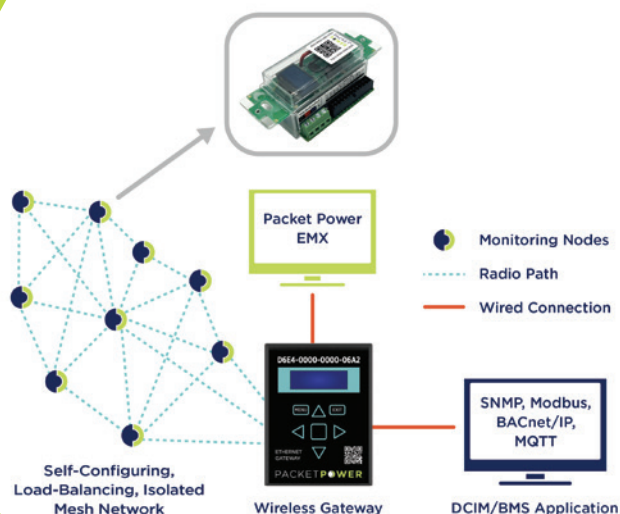 Packet Power
EMX
Monitoring Nodes
Radio Path
Wired Connection
D6E4-0000-0000-06A2
MENU
EXIT
ETHERNET
GATEWAY
PACKETPOWER
SNMP, Modbus,
BACnet/IP,
MQTT
Self-Configuring,
Load-Balancing, Isolated
Mesh Network
Wireless Gateway
DCIM/BMS Application